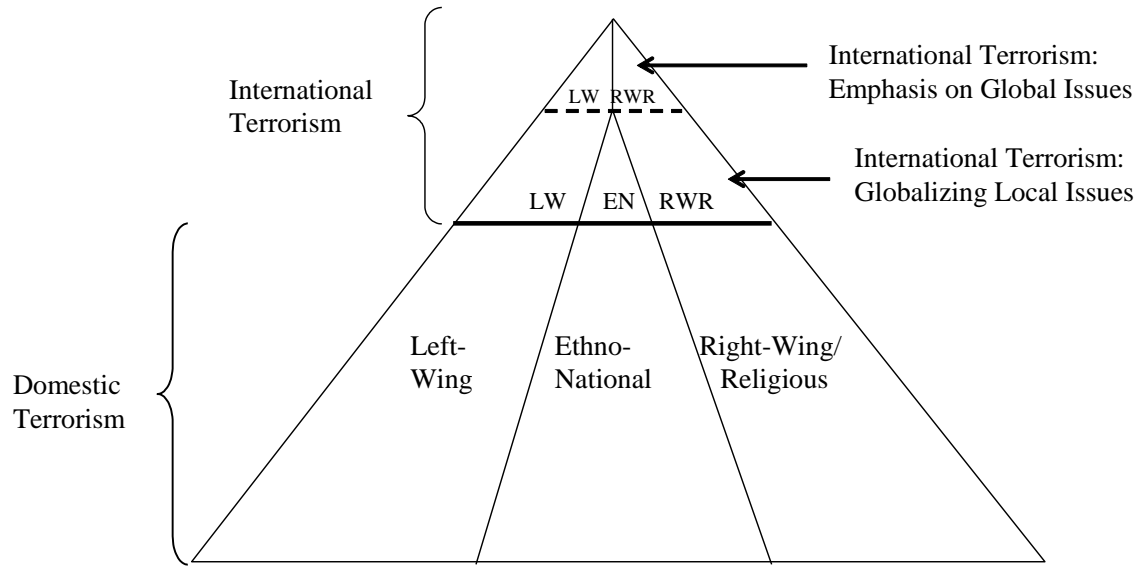 International Terrorism:
Emphasis on Global Issues
International
Terrorism
LW RWR
International Terrorism:
Globalizing Local Issues
LW EN RWR
Left-
Wing
Ethno-
National
Right-Wing/
Religious
Domestic
Terrorism